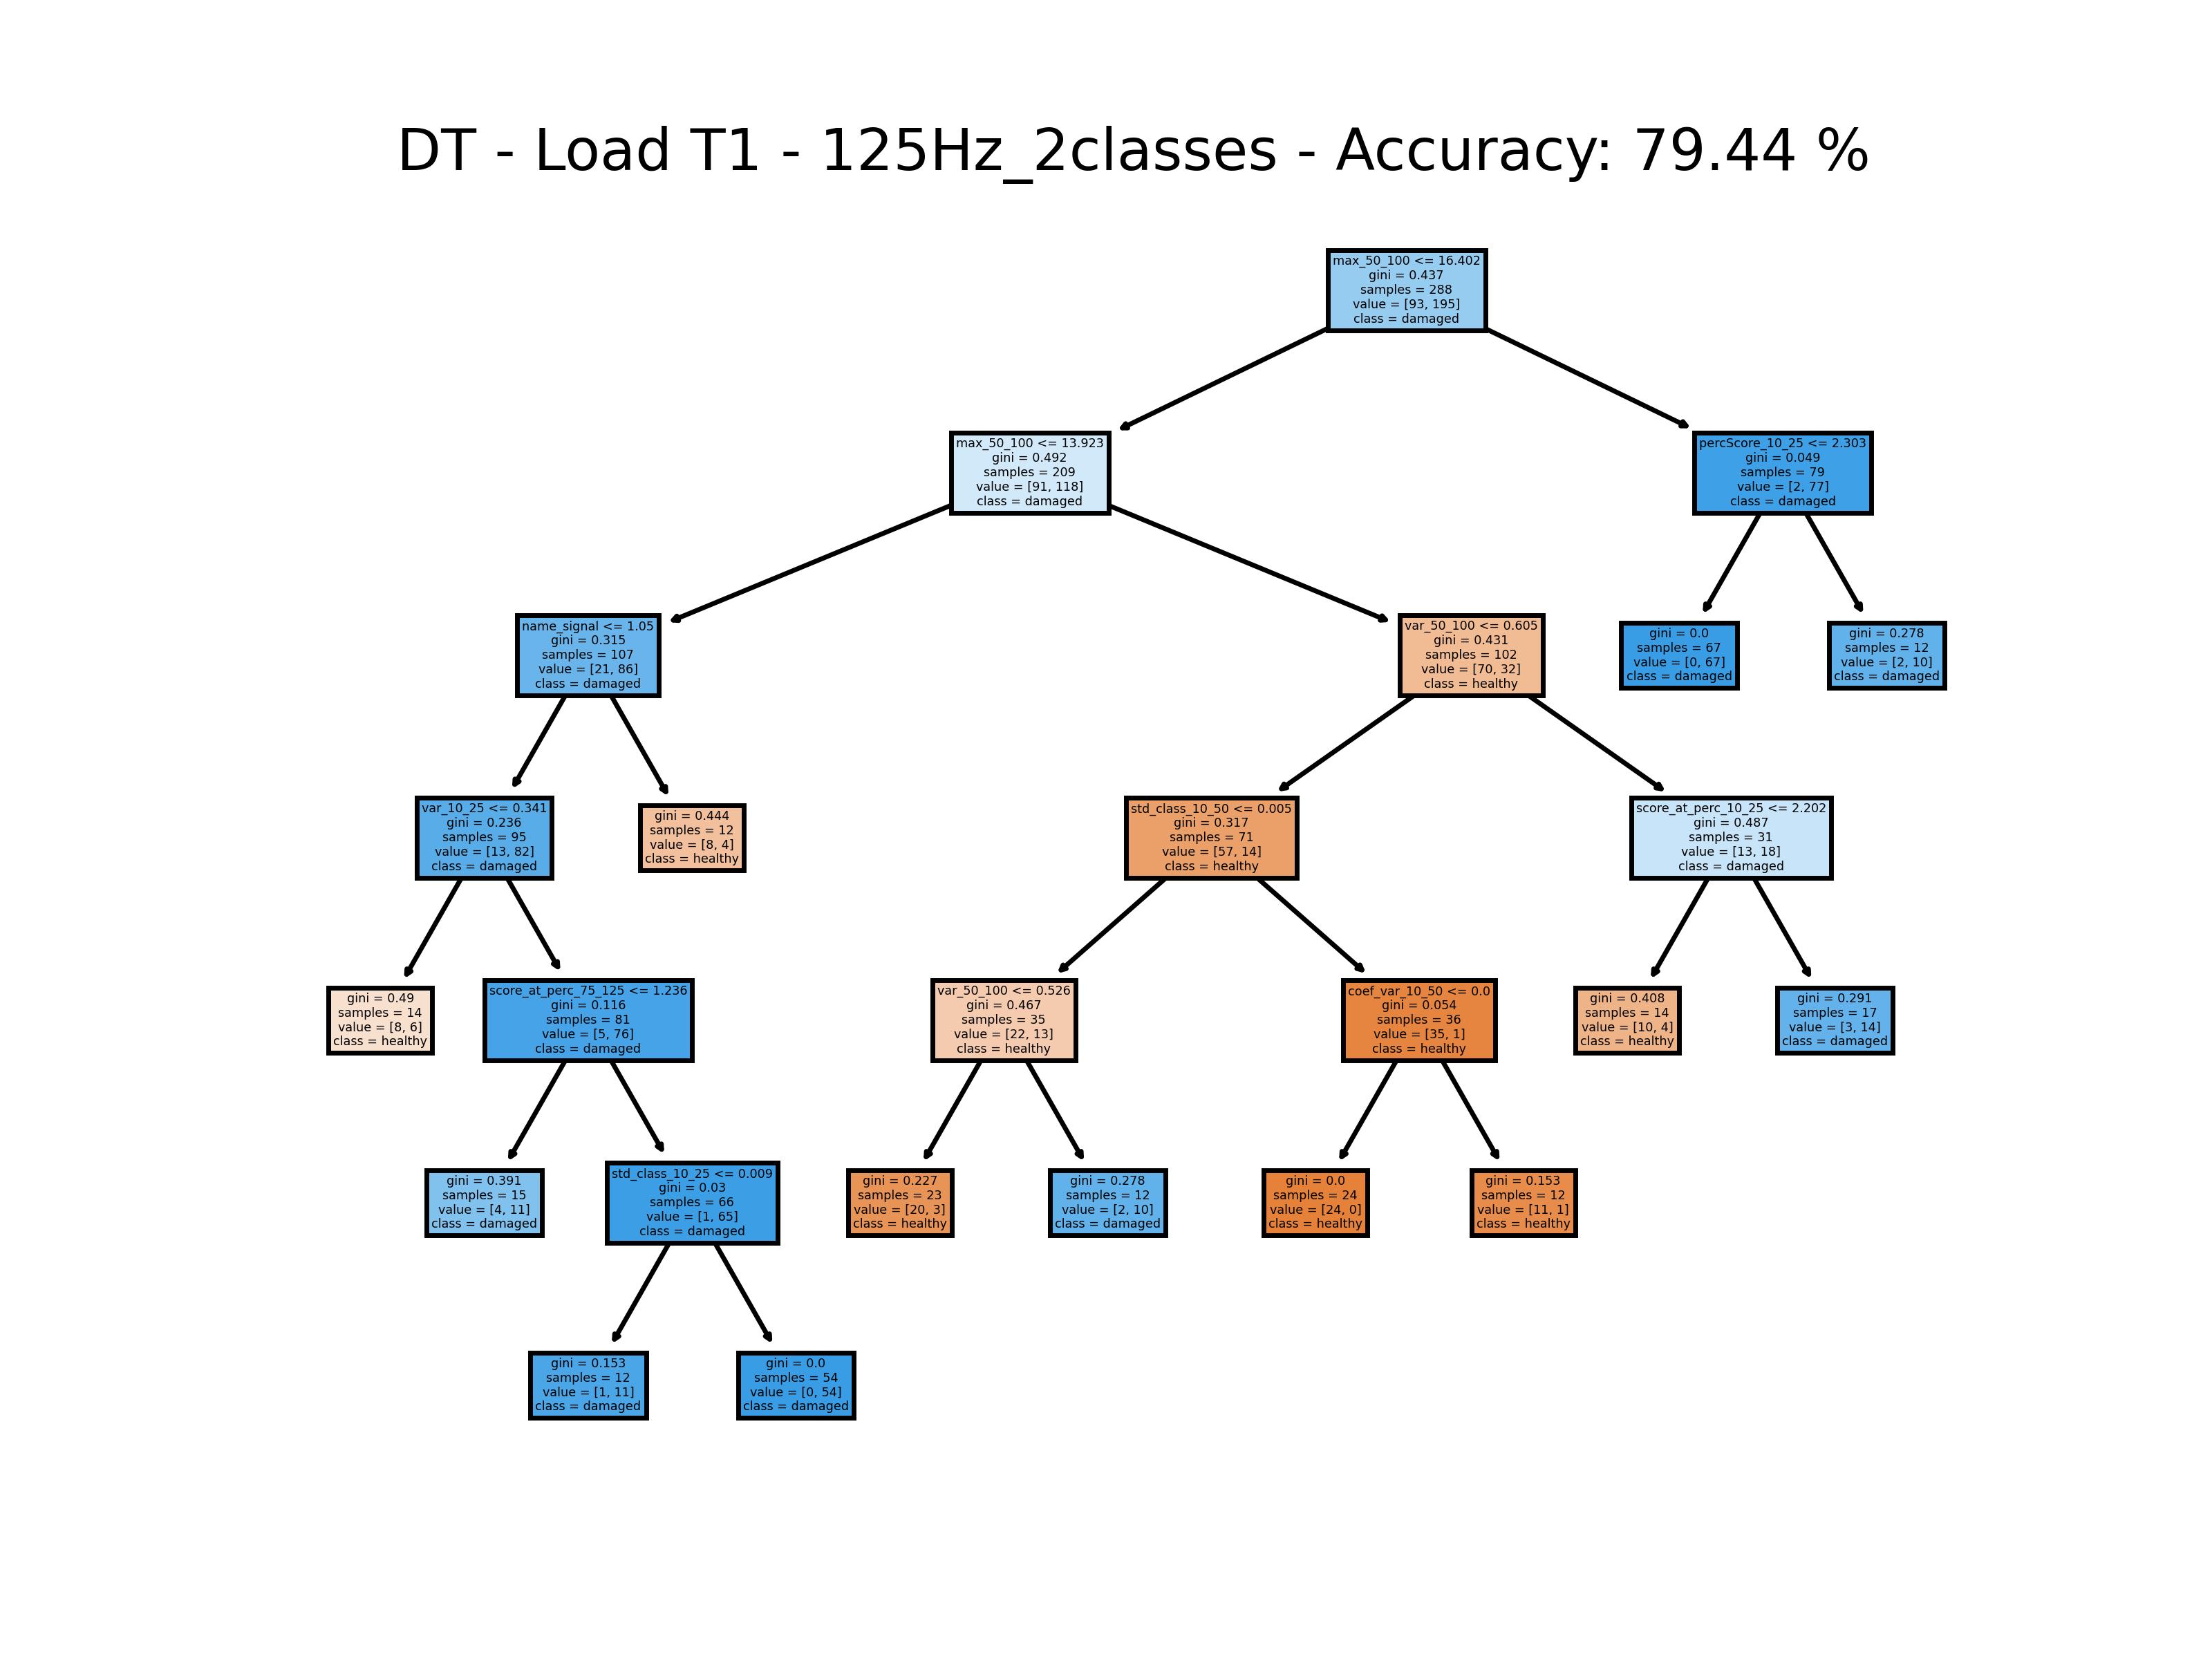 DT - Load T1 - 125Hz_2classes - Accuracy: 79.44 %
max_50_100 <= 16.402
gini = 0.437
samples = 288
value = [93, 195]
class = damaged
max_50_100 <= 13.923
gini = 0.492
samples = 209
value = [91, 118]
class = damaged
percScore_10_25 <= 2.303
gini = 0.049
samples = 79
value = [2, 77]
class = damaged
name_signal <= 1.05
gini = 0.315
samples = 107
value = [21, 86]
class = damaged
var_50_100 <= 0.605
gini = 0.431
samples = 102
value = [70, 32]
class = healthy
gini = 0.0
samples = 67
value = [0, 67]
class = damaged
gini = 0.278
samples = 12
value = [2, 10]
class = damaged
var_10_25 <= 0.341
gini = 0.236
samples = 95
value = [13, 82]
class = damaged
gini = 0.444
samples = 12
value = [8, 4]
class = healthy
std_class_10_50 <= 0.005
gini = 0.317
samples = 71
value = [57, 14]
class = healthy
score_at_perc_10_25 <= 2.202
gini = 0.487
samples = 31
value = [13, 18]
class = damaged
gini = 0.49
samples = 14
value = [8, 6]
class = healthy
score_at_perc_75_125 <= 1.236
gini = 0.116
samples = 81
value = [5, 76]
class = damaged
var_50_100 <= 0.526
gini = 0.467
samples = 35
value = [22, 13]
class = healthy
coef_var_10_50 <= 0.0
gini = 0.054
samples = 36
value = [35, 1]
class = healthy
gini = 0.408
samples = 14
value = [10, 4]
class = healthy
gini = 0.291
samples = 17
value = [3, 14]
class = damaged
gini = 0.391
samples = 15
value = [4, 11]
class = damaged
std_class_10_25 <= 0.009
gini = 0.03
samples = 66
value = [1, 65]
class = damaged
gini = 0.227
samples = 23
value = [20, 3]
class = healthy
gini = 0.278
samples = 12
value = [2, 10]
class = damaged
gini = 0.0
samples = 24
value = [24, 0]
class = healthy
gini = 0.153
samples = 12
value = [11, 1]
class = healthy
gini = 0.153
samples = 12
value = [1, 11]
class = damaged
gini = 0.0
samples = 54
value = [0, 54]
class = damaged